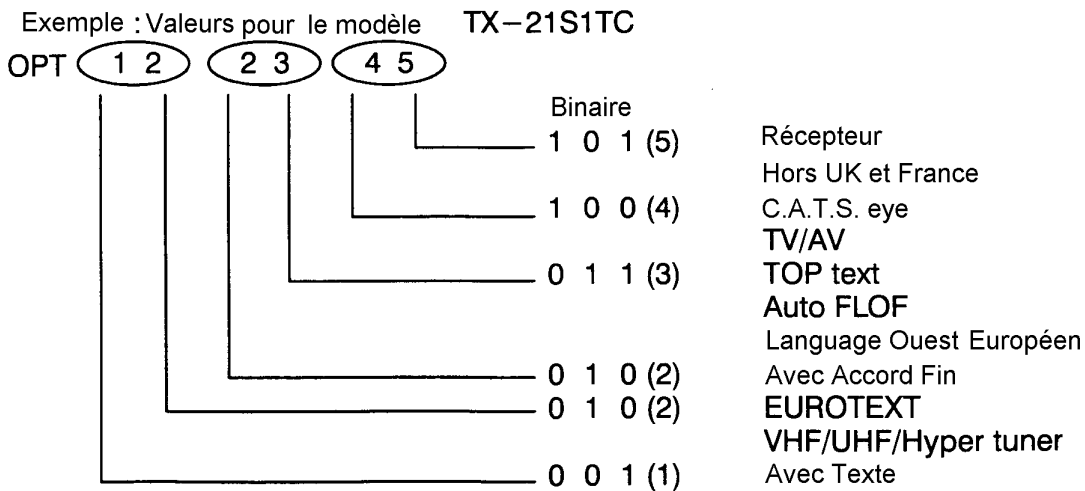 Exemple : Valeurs pour le modèle TX-21S1TC
OPT 1 2 2 3 4 5
Binaire
1 0 1 (5) Récepteur
Hors UK et France
1 0 0 (4) C.A.T.S. eye
TV/AV
0 1 1 (3) TOP text
Auto FLOF
Language Ouest Européen
0 1 0 (2) Avec Accord Fin
0 1 0 (2) EUROTEXT
VHF/UHF/Hyper tuner
0 0 1 (1) Avec Texte